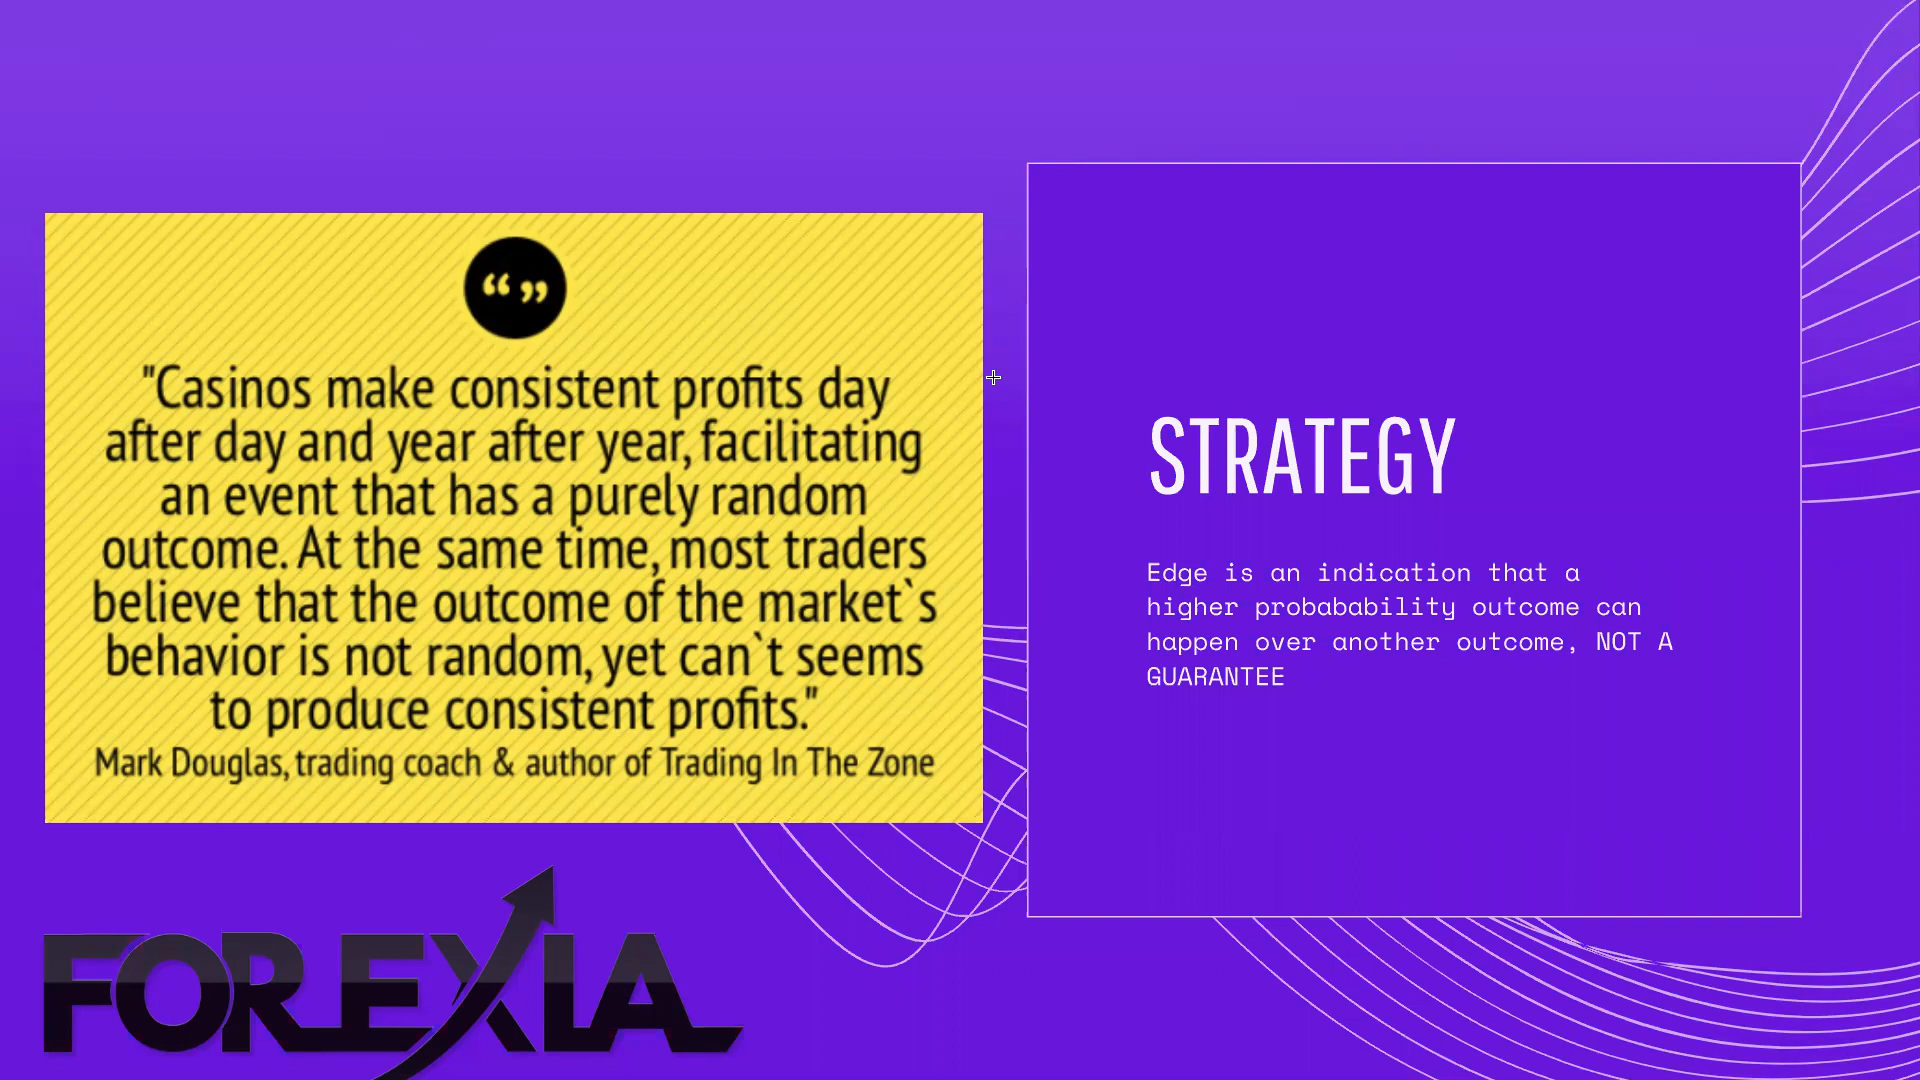 “ ”
"Casinos make consistent profits day
after day and year after year, facilitating
an event that has a purely random
outcome. At the same time, most traders
believe that the outcome of the market`s
behavior is not random, yet can`t seems
to produce consistent profits."
Mark Douglas, trading coach & author of Trading In The Zone
STRATEGY
Edge is an indication that a
higher probabability outcome can
happen over another outcome, NOT A
GUARANTEE
FOREXIA